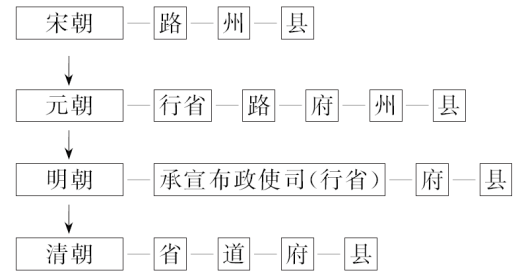 宋朝 路 州 县
元朝 行省 路 府 州 县
明朝 承宣布政使司(行省) 府 县
清朝 省 道 府 县